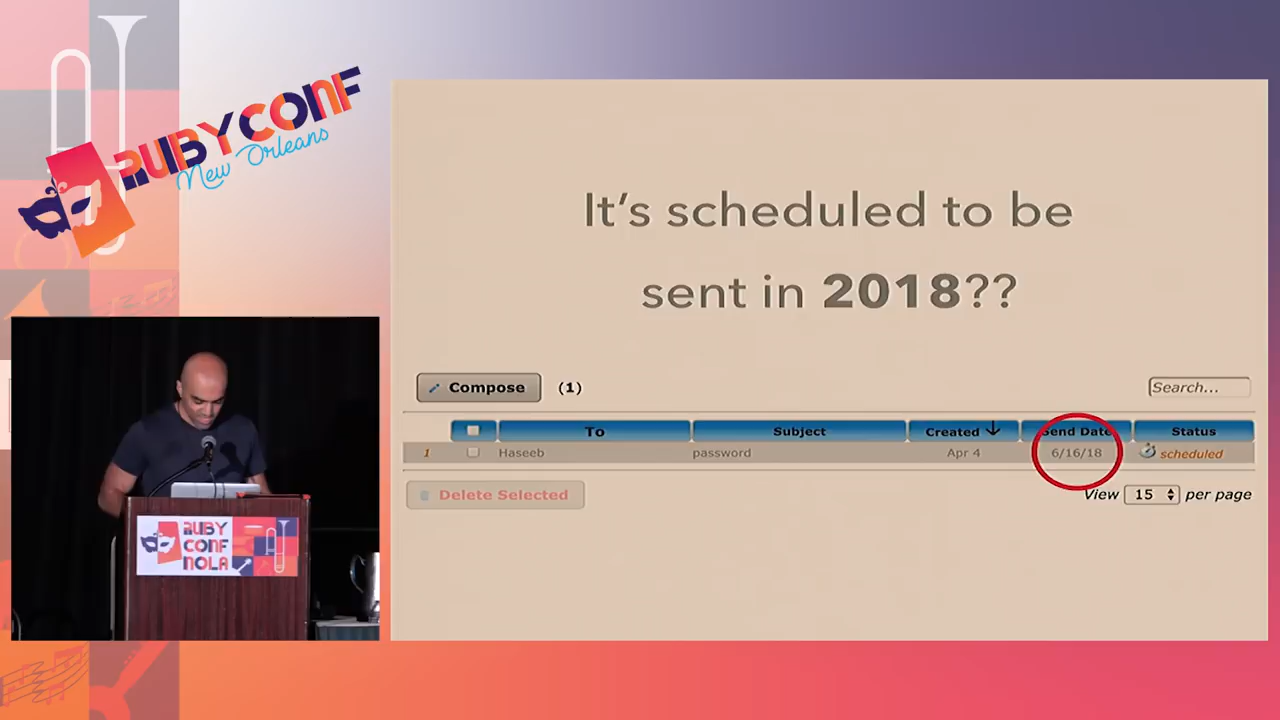 RUBYCONF
New Orleans
It's scheduled to be
sent in 2018??
Compose (1) Search...
To Subject Created Send Date Status
1 Haseeb password Apr 4 6/16/18 scheduled
Delete Selected View 15 per page
RUBY
CONF
NOLA